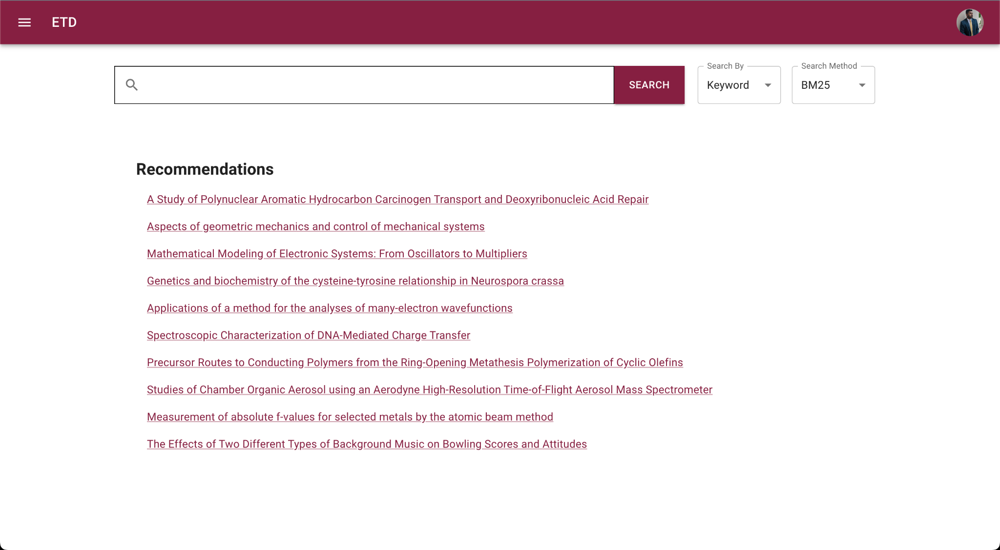 ETD
SEARCH
Search By
Keyword
Search Method
BM25
Recommendations
A Study of Polynuclear Aromatic Hydrocarbon Carcinogen Transport and Deoxyribonucleic Acid Repair
Aspects of geometric mechanics and control of mechanical systems
Mathematical Modeling of Electronic Systems: From Oscillators to Multipliers
Genetics and biochemistry of the cysteine-tyrosine relationship in Neurospora crassa
Applications of a method for the analyses of many-electron wavefunctions
Spectroscopic Characterization of DNA-Mediated Charge Transfer
Precursor Routes to Conducting Polymers from the Ring-Opening Metathesis Polymerization of Cyclic Olefins
Studies of Chamber Organic Aerosol using an Aerodyne High-Resolution Time-of-Flight Aerosol Mass Spectrometer
Measurement of absolute f-values for selected metals by the atomic beam method
The Effects of Two Different Types of Background Music on Bowling Scores and Attitudes